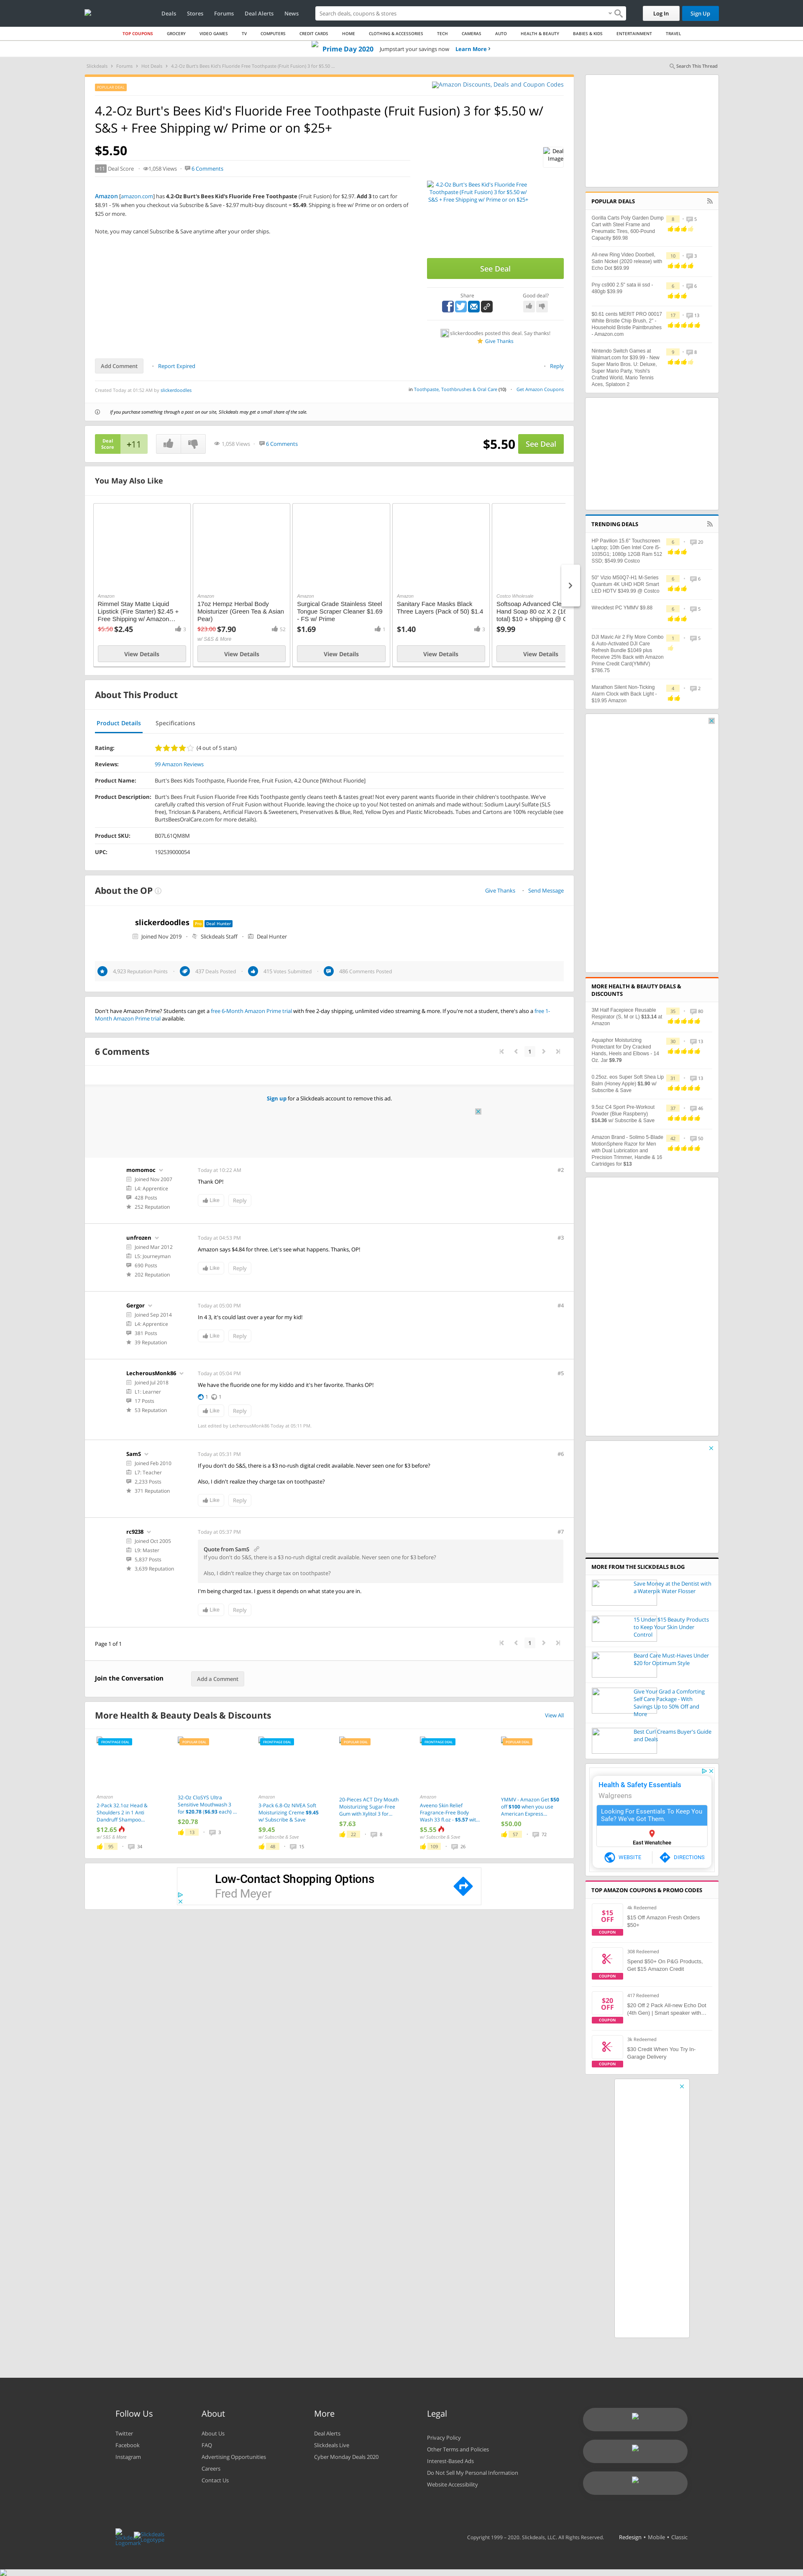 Deals Stores Forums Deal Alerts News
Search deals, coupons & stores
Log In Sign Up
TOP COUPONS GROCERY VIDEO GAMES TV COMPUTERS CREDIT CARDS HOME CLOTHING & ACCESSORIES TECH CAMERAS AUTO HEALTH & BEAUTY BABIES & KIDS ENTERTAINMENT TRAVEL
Prime Day 2020 Jumpstart your savings now Learn More
Slickdeals Forums Hot Deals 4.2-Oz Burt's Bees Kid's Fluoride Free Toothpaste (Fruit Fusion) 3 for $5.50...
Search This Thread
POPULAR DEAL
Amazon Discounts, Deals and Coupon Codes
4.2-Oz Burt's Bees Kid's Fluoride Free Toothpaste (Fruit Fusion) 3 for $5.50 w/
S&S + Free Shipping w/ Prime or on $25+
$5.50
Deal Image
+11 Deal Score 1,058 Views 6 Comments
4.2-Oz Burt's Bees Kid's Fluoride Free
Toothpaste (Fruit Fusion) 3 for $5.50 w/
S&S + Free Shipping w/ Prime or on $25+
Amazon [amazon.com] has 4.2-Oz Burt's Bees Kid's Fluoride Free Toothpaste (Fruit Fusion) for $2.97. Add 3 to cart for
$8.91 - 5% when you checkout via Subscribe & Save - $2.97 multi-buy discount = $5.49. Shipping is free w/ Prime or on orders of
$25 or more.
Note, you may cancel Subscribe & Save anytime after your order ships.
See Deal
Share Good deal?
slickerdoodles posted this deal. Say thanks!
Give Thanks
Add Comment Report Expired Reply
Created Today at 01:52 AM by slickerdoodles
in Toothpaste, Toothbrushes & Oral Care (10) Get Amazon Coupons
If you purchase something through a post on our site, Slickdeals may get a small share of the sale.
Deal Score +11 1,058 Views 6 Comments $5.50 See Deal
You May Also Like
Amazon
Rimmel Stay Matte Liquid
Lipstick (Fire Starter) $2.45 +
Free Shipping w/ Amazon...
$5.50 $2.45 3
View Details
Amazon
17oz Hempz Herbal Body
Moisturizer (Green Tea & Asian
Pear)
$23.00 $7.90 52
w/ S&S & More
View Details
Amazon
Surgical Grade Stainless Steel
Tongue Scraper Cleaner $1.69
- FS w/ Prime
$1.69 1
View Details
Amazon
Sanitary Face Masks Black
Three Layers (Pack of 50) $1.4
$1.40 3
View Details
Costco Wholesale
Softsoap Advanced Cle
Hand Soap 80 oz X 2 (16
total) $10 + shipping @ C
$9.99
View Details
About This Product
Product Details Specifications
Rating: (4 out of 5 stars)
Reviews: 99 Amazon Reviews
Product Name: Burt's Bees Kids Toothpaste, Fluoride Free, Fruit Fusion, 4.2 Ounce [Without Fluoride]
Product Description: Burt's Bees Fruit Fusion Fluoride Free Kids Toothpaste gently cleans teeth & tastes great! Not every parent wants fluoride in their children's toothpaste. We've
carefully crafted this version of Fruit Fusion without fluoride. leaving the choice up to you! Not tested on animals and made without: Sodium Lauryl Sulfate (SLS
free), Triclosan & Parabens, Artificial Flavors & Sweeteners, Preservatives & Blue, Red, Yellow Dyes and Plastic Microbeads. Tubes and Cartons are 100% recyclable (see
BurtsBeesOralCare.com for more details).
Product SKU: B07L61QM8M
UPC: 192539000054
About the OP
Give Thanks Send Message
slickerdoodles Pro Deal Hunter
Joined Nov 2019 Slickdeals Staff Deal Hunter
4,923 Reputation Points 437 Deals Posted 415 Votes Submitted 486 Comments Posted
Don't have Amazon Prime? Students can get a free 6-Month Amazon Prime trial with free 2-day shipping, unlimited video streaming & more. If you're not a student, there's also a free 1-
Month Amazon Prime trial available.
6 Comments
1
Sign up for a Slickdeals account to remove this ad.
momomoc
Joined Nov 2007
L4: Apprentice
428 Posts
252 Reputation
Today at 10:22 AM #2
Thank OP!
Like Reply
unfrozen
Joined Mar 2012
L5: Journeyman
690 Posts
202 Reputation
Today at 04:53 PM #3
Amazon says $4.84 for three. Let's see what happens. Thanks, OP!
Like Reply
Gergor
Joined Sep 2014
L4: Apprentice
381 Posts
39 Reputation
Today at 05:00 PM #4
In 4 3, it's could last over a year for my kid!
Like Reply
LecherousMonk86
Joined Jul 2018
L1: Learner
17 Posts
53 Reputation
Today at 05:04 PM #5
We have the fluoride one for my kiddo and it's her favorite. Thanks OP!
1 1
Like Reply
Last edited by LecherousMonk86 Today at 05:11 PM.
SamS
Joined Feb 2010
L7: Teacher
2,233 Posts
371 Reputation
Today at 05:31 PM #6
If you don't do S&S, there is a $3 no-rush digital credit available. Never seen one for $3 before?
Also, I didn't realize they charge tax on toothpaste?
Like Reply
rc9238
Joined Oct 2005
L9: Master
5,837 Posts
3,639 Reputation
Today at 05:37 PM #7
Quote from SamS
If you don't do S&S, there is a $3 no-rush digital credit available. Never seen one for $3 before?
Also, I didn't realize they charge tax on toothpaste?
I'm being charged tax. I guess it depends on what state you are in.
Like Reply
Page 1 of 1 1
Join the Conversation Add a Comment
More Health & Beauty Deals & Discounts View All
FRONTPAGE DEAL
Amazon
2-Pack 32.1oz Head &
Shoulders 2 in 1 Anti
Dandruff Shampoo...
$12.65
w/ S&S & More
95 34
POPULAR DEAL
32-Oz CloSYS Ultra
Sensitive Mouthwash 3
for $20.78 ($6.93 each) ...
$20.78
13 3
FRONTPAGE DEAL
Amazon
3-Pack 6.8-Oz NIVEA Soft
Moisturizing Creme $9.45
w/ Subscribe & Save
$9.45
w/ Subscribe & Save
48 15
POPULAR DEAL
20-Pieces ACT Dry Mouth
Moisturizing Sugar-Free
Gum with Xylitol 3 for...
$7.63
22 8
FRONTPAGE DEAL
Amazon
Aveeno Skin Relief
Fragrance-Free Body
Wash 33 fl oz - $5.57 wit...
$5.55
w/ Subscribe & Save
109 26
POPULAR DEAL
YMMV - Amazon Get $50
off $100 when you use
American Express...
$50.00
57 72
Low-Contact Shopping Options
Fred Meyer
POPULAR DEALS
Gorilla Carts Poly Garden Dump
Cart with Steel Frame and
Pneumatic Tires, 600-Pound
Capacity $69.96
8 5
All-new Ring Video Doorbell,
Satin Nickel (2020 release) with
Echo Dot $69.99
10 3
Pny cs900 2.5" sata iii ssd -
480gb $39.99
6 6
$0.61 cents MERIT PRO 00017
White Bristle Chip Brush, 2" -
Household Bristle Paintbrushes
- Amazon.com
17 13
Nintendo Switch Games at
Walmart.com for $39.99 - New
Super Mario Bros. U. Deluxe,
Super Mario Party, Yoshi's
Crafted World, Mario Tennis
Aces, Splatoon 2
9 8
TRENDING DEALS
HP Pavilion 15.6" Touchscreen
Laptop; 10th Gen Intel Core i5-
1035G1; 1080p 12GB Ram 512
SSD; $549.99 Costco
6 20
50" Vizio M50Q7-H1 M-Series
Quantum 4K UHD HDR Smart
LED HDTV $349.99 @ Costco
6 6
Wreckfest PC YMMV $9.86
6 5
DJI Mavic Air 2 Fly More Combo
& Auto-Activated DJI Care
Refresh Bundle $1049 plus
Receive 25% Back with Amazon
Prime Credit Card(YMMV)
$786.75
1 5
Marathon Silent Non-Ticking
Alarm Clock with Back Light -
$19.95 Amazon
4 2
MORE HEALTH & BEAUTY DEALS &
DISCOUNTS
3M Half Facepiece Reusable
Respirator (S, M or L) $13.14 at
Amazon
35 80
Aquaphor Moisturizing
Protectant for Dry Cracked
Hands, Heels and Elbows - 14
Oz. Jar $9.78
30 13
0.25oz. eos Super Soft Shea Lip
Balm (Honey Apple) $1.80 w/
Subscribe & Save
31 13
9.5oz C4 Sport Pre-Workout
Powder (Blue Raspberry)
$14.36 w/ Subscribe & Save
37 46
Amazon Brand - Solimo 5-Blade
MotionSphere Razor for Men
with Dual Lubrication and
Precision Trimmer, Handle & 16
Cartridges for $13
42 50
MORE FROM THE SLICKDEALS BLOG
Save Money at the Dentist with
a Waterpik Water Flosser
15 Under $15 Beauty Products
to Keep Your Skin Under
Control
Beard Care Must-Haves Under
$20 for Optimum Style
Give Your Grad a Comforting
Self Care Package - With
Savings Up to 50% Off and
More
Best Curl Creams Buyer's Guide
and Deals
Health & Safety Essentials
Walgreens
Looking For Essentials To Keep You
Safe? We've Got Them.
East Wenatchee
WEBSITE DIRECTIONS
TOP AMAZON COUPONS & PROMO CODES
$15 OFF COUPON
4k Redeemed
$15 Off Amazon Fresh Orders
$50+
COUPON
308 Redeemed
Spend $50+ On P&G Products,
Get $15 Amazon Credit
$20 OFF COUPON
417 Redeemed
$20 Off 2 Pack All-new Echo Dot
(4th Gen) | Smart speaker with...
COUPON
3k Redeemed
$30 Credit When You Try In-
Garage Delivery
Follow Us
Twitter
Facebook
Instagram
About
About Us
FAQ
Advertising Opportunities
Careers
Contact Us
More
Deal Alerts
Slickdeals Live
Cyber Monday Deals 2020
Legal
Privacy Policy
Other Terms and Policies
Interest-Based Ads
Do Not Sell My Personal Information
Website Accessibility
Slickdeals Logomark Slickdeals Logotype
Copyright 1999 - 2020. Slickdeals, LLC. All Rights Reserved. Redesign • Mobile • Classic